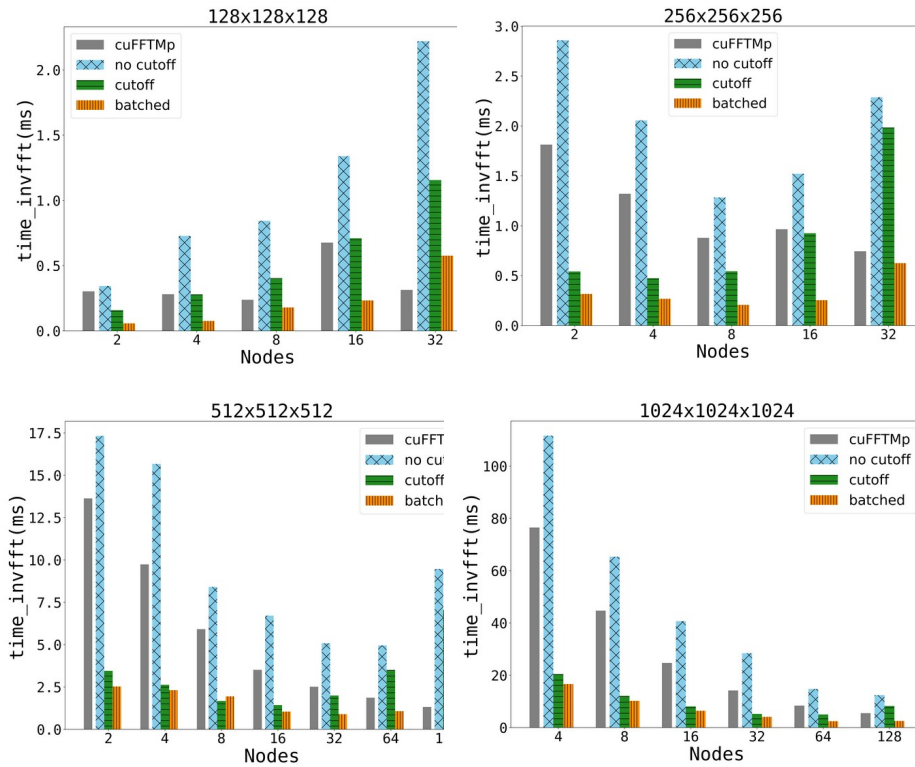 128x128x128
cuFFTMp
no cutoff
cutoff
batched
time_invfft(ms)
2.0
1.5
1.0
0.5
0.0
2 4 8 16 32
Nodes
256x256x256
cuFFTMp
no cutoff
cutoff
batched
time_invfft(ms)
3.0
2.5
2.0
1.5
1.0
0.5
0.0
2 4 8 16 32
Nodes
512x512x512
cuFFT
no cut
cutoff
batch
time_invfft(ms)
17.5
15.0
12.5
10.0
7.5
5.0
2.5
0.0
2 4 8 16 32 64 1
Nodes
1024x1024x1024
cuFFTMp
no cutoff
cutoff
batched
time_invfft(ms)
100
80
60
40
20
0
4 8 16 32 64 128
Nodes